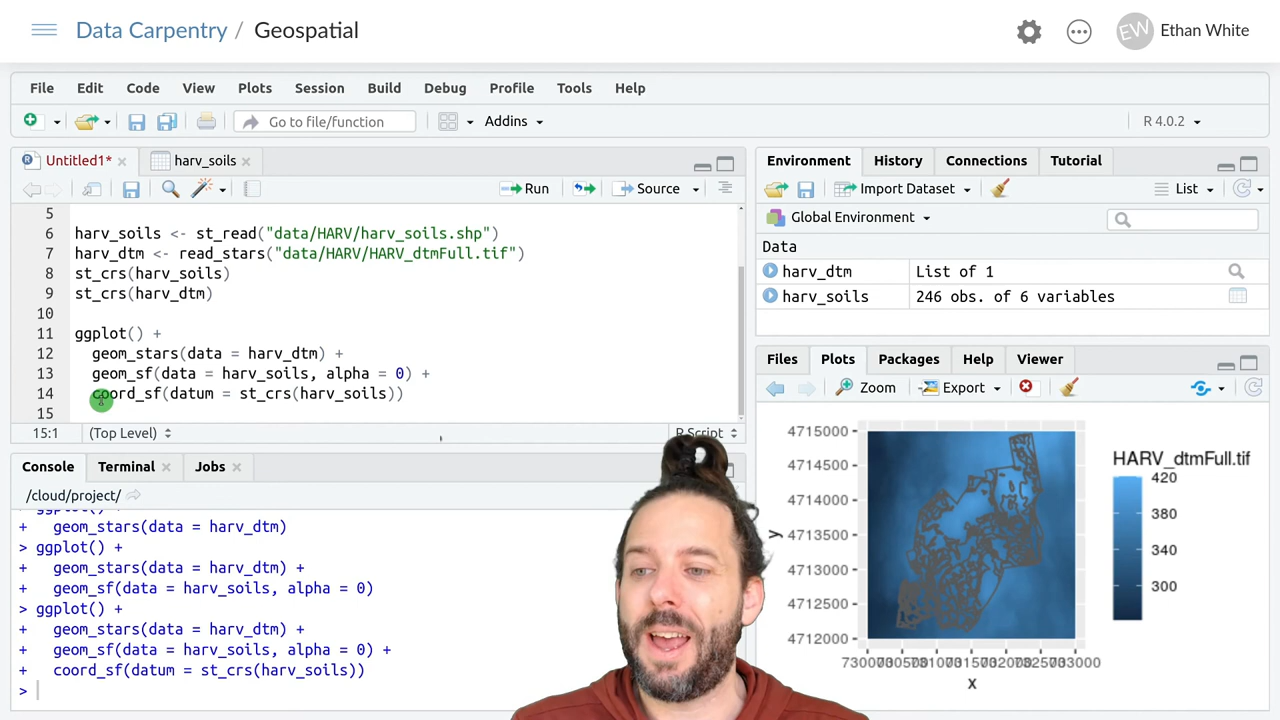 Data Carpentry / Geospatial
EW Ethan White
File Edit Code View Plots Session Build Debug Profile Tools Help
Go to file/function Addins R 4.0.2
Untitled1* harv_soils
Run Source
5
6 harv_soils <- st_read("data/HARV/harv_soils.shp")
7 harv_dtm <- read_stars("data/HARV/HARV_dtmFull.tif")
8 st_crs(harv_soils)
9 st_crs(harv_dtm)
10
11 ggplot() +
12 geom_stars(data = harv_dtm) +
13 geom_sf(data = harv_soils, alpha = 0) +
14 coord_sf(datum = st_crs(harv_soils))
15
15:1 (Top Level) R Script
Console Terminal Jobs
/cloud/project/
ggplot() +
+ geom_stars(data = harv_dtm)
> ggplot() +
+ geom_stars(data = harv_dtm) +
+ geom_sf(data = harv_soils, alpha = 0)
> ggplot() +
+ geom_stars(data = harv_dtm) +
+ geom_sf(data = harv_soils, alpha = 0) +
+ coord_sf(datum = st_crs(harv_soils))
>
Environment History Connections Tutorial
Import Dataset List
Global Environment
Data
harv_dtm List of 1
harv_soils 246 obs. of 6 variables
Files Plots Packages Help Viewer
Zoom Export
4715000
4714500
4714000
4713500
4713000
4712500
4712000
y
x
HARV_dtmFull.tif
420
380
340
300